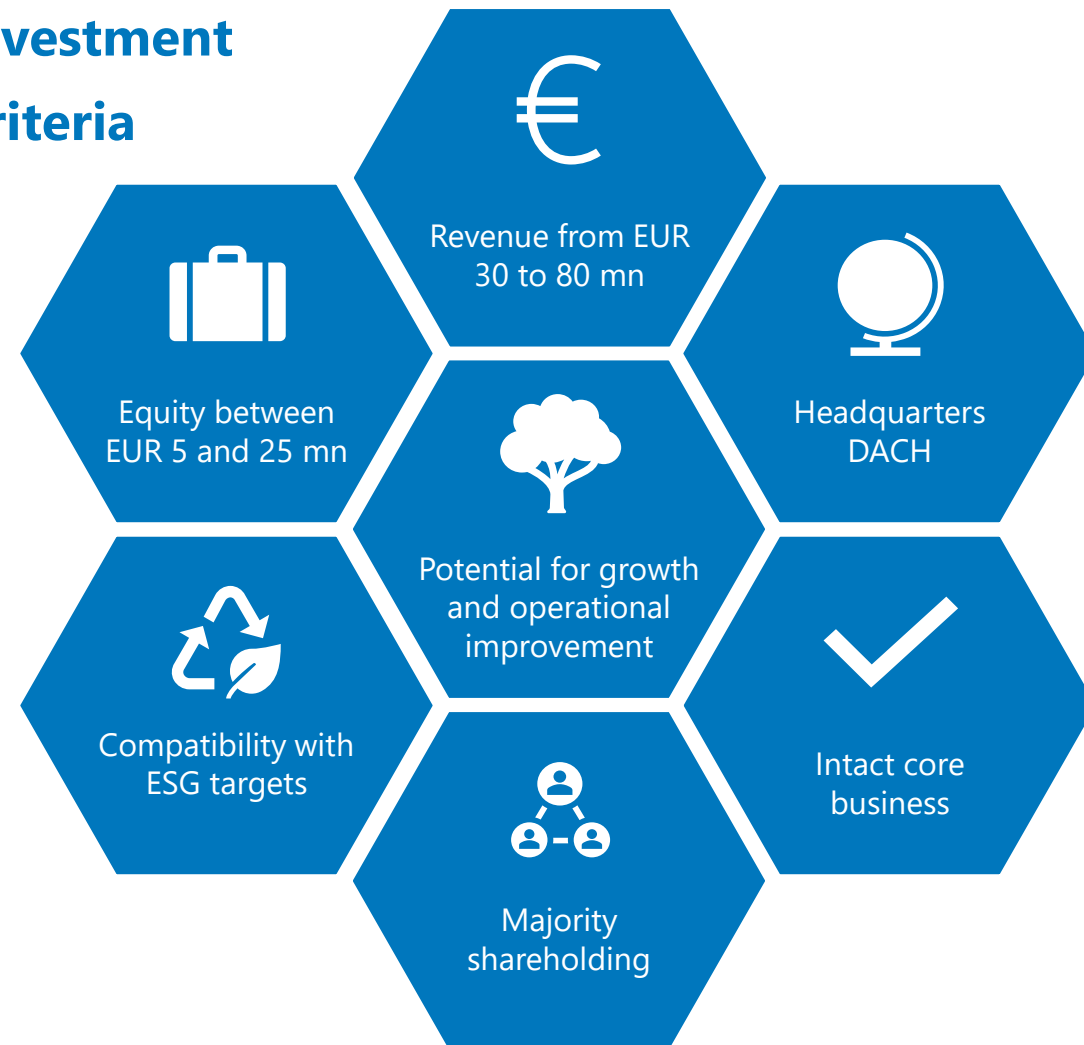 vestment
riteria
Revenue from EUR
30 to 80 mn
Equity between
EUR 5 and 25 mn
Headquarters
DACH
Potential for growth
and operational
improvement
Compatibility with
ESG targets
Intact core
business
Majority
shareholding